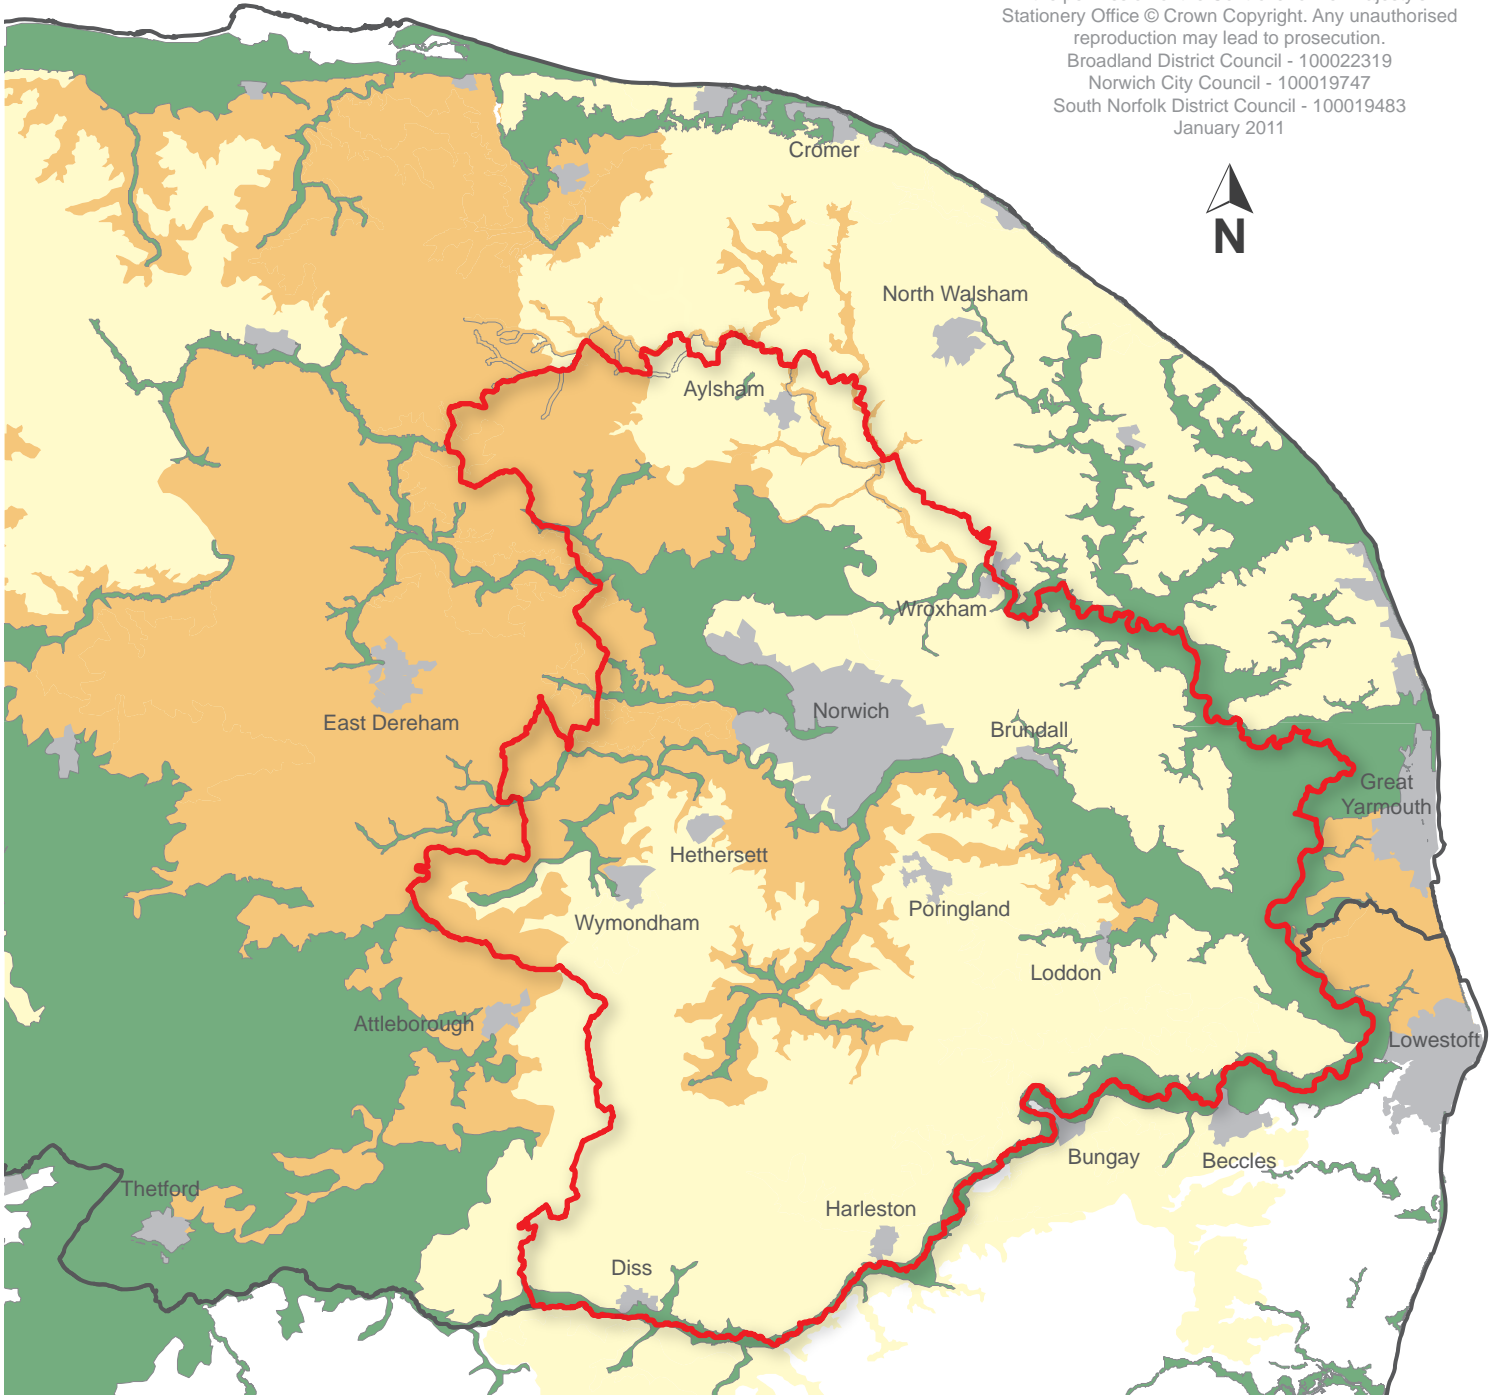 Stationery Office © Crown Copyright. Any unauthorised
reproduction may lead to prosecution.
Broadland District Council - 100022319
Norwich City Council - 100019747
South Norfolk District Council - 100019483
January 2011
N
Cromer
North Walsham
Aylsham
Wroxham
East Dereham
Norwich
Brundall
Great
Yarmouth
Hethersett
Wymondham
Poringland
Loddon
Attleborough
Lowestoft
Bungay
Beccles
Thetford
Harleston
Diss